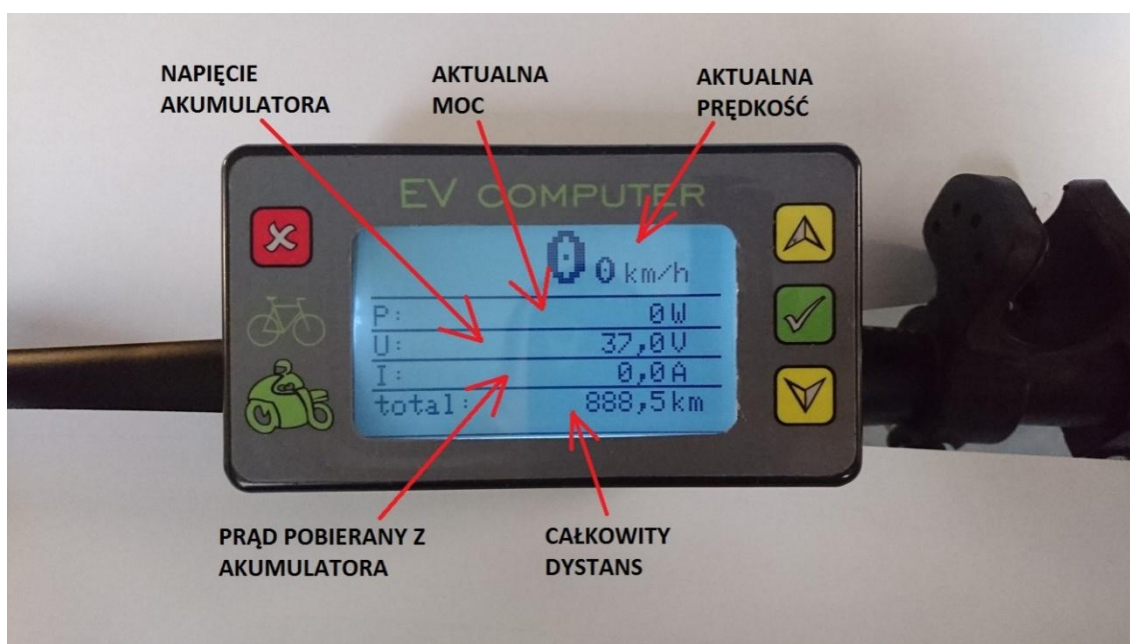 NAPIĘCIE
AKUMULATORA
AKTUALNA
MOC
AKTUALNA
PRĘDKOŚĆ
EV COMPUTER
0 0 km/h
P: 0W
U: 37,0V
I: 0,0A
total: 888,5km
PRĄD POBIERANY Z
AKUMULATORA
CAŁKOWITY
DYSTANS